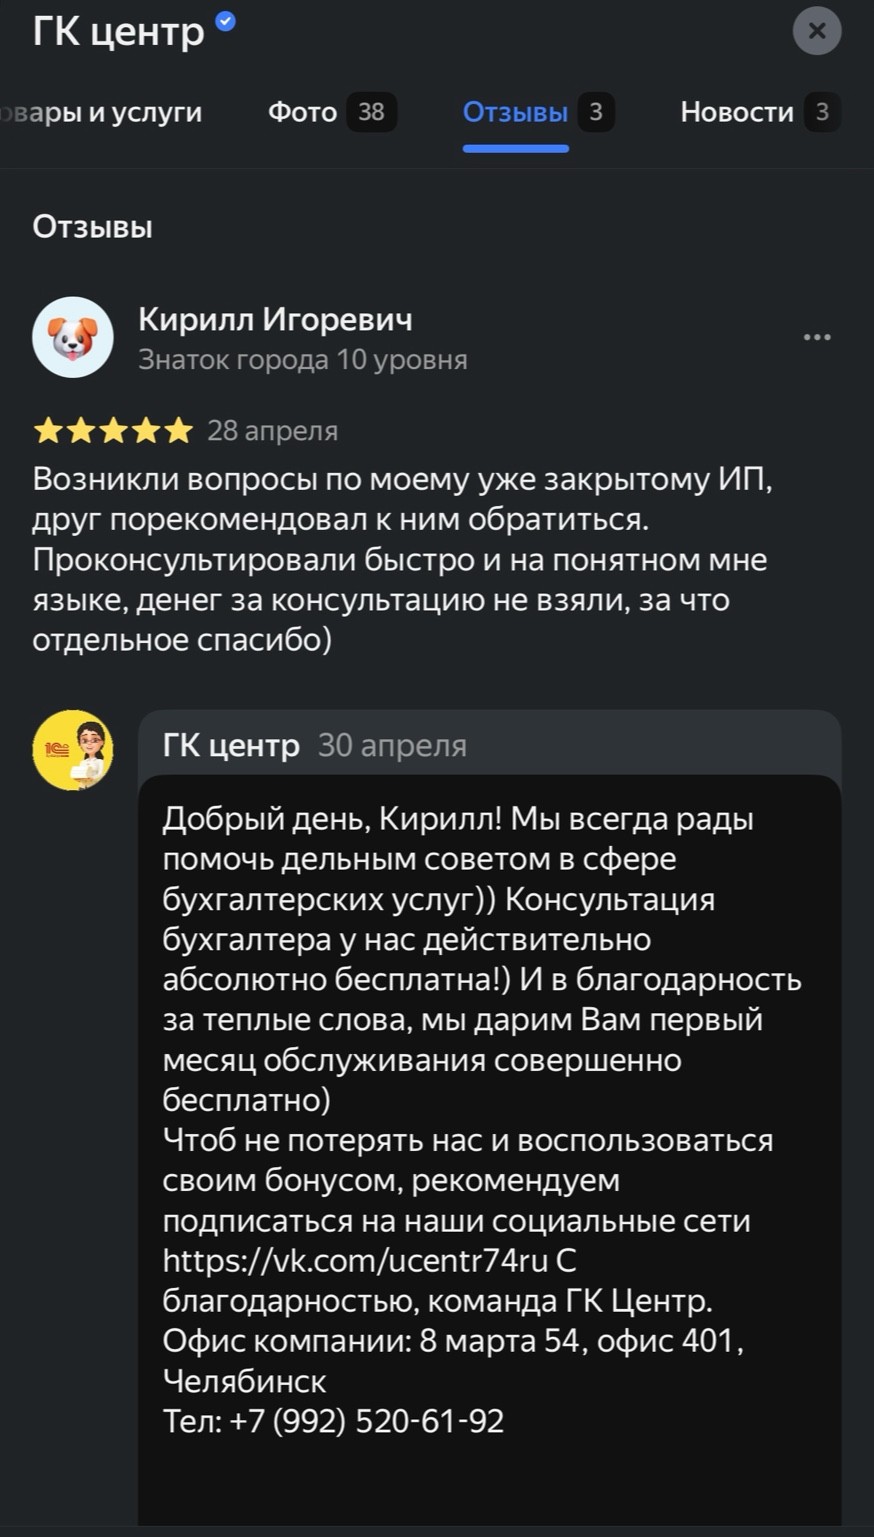 ГК центр
овары и услуги
Фото 38
Отзывы 3
Новости 3
Отзывы
Кирилл Игоревич
Знаток города 10 уровня
28 апреля
Возникли вопросы по моему уже закрытому ИП,
друг порекомендовал к ним обратиться.
Проконсультировали быстро и на понятном мне
языке, денег за консультацию не взяли, за что
отдельное спасибо)
1С
ГК центр 30 апреля
Добрый день, Кирилл! Мы всегда рады
помочь дельным советом в сфере
бухгалтерских услуг)) Консультация
бухгалтера у нас действительно
абсолютно бесплатна!) И в благодарность
за теплые слова, мы дарим Вам первый
месяц обслуживания совершенно
бесплатно)
Чтоб не потерять нас и воспользоваться
своим бонусом, рекомендуем
подписаться на наши социальные сети
https://vk.com/ucentr74ru С
благодарностью, команда ГК Центр.
Офис компании: 8 марта 54, офис 401,
Челябинск
Тел: +7 (992) 520-61-92